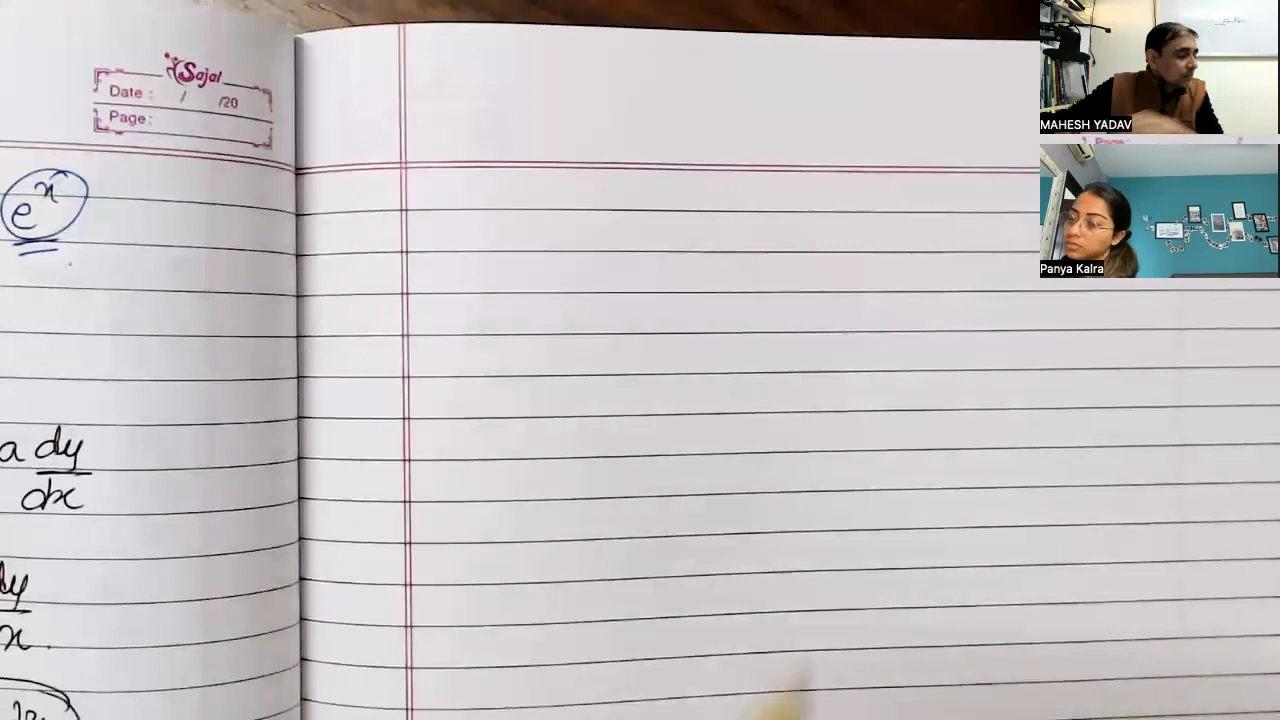 Sajal
Date : / /20
Page :
e^x
a dy
dx
dy
x.
MAHESH YADAV
Panya Kalra